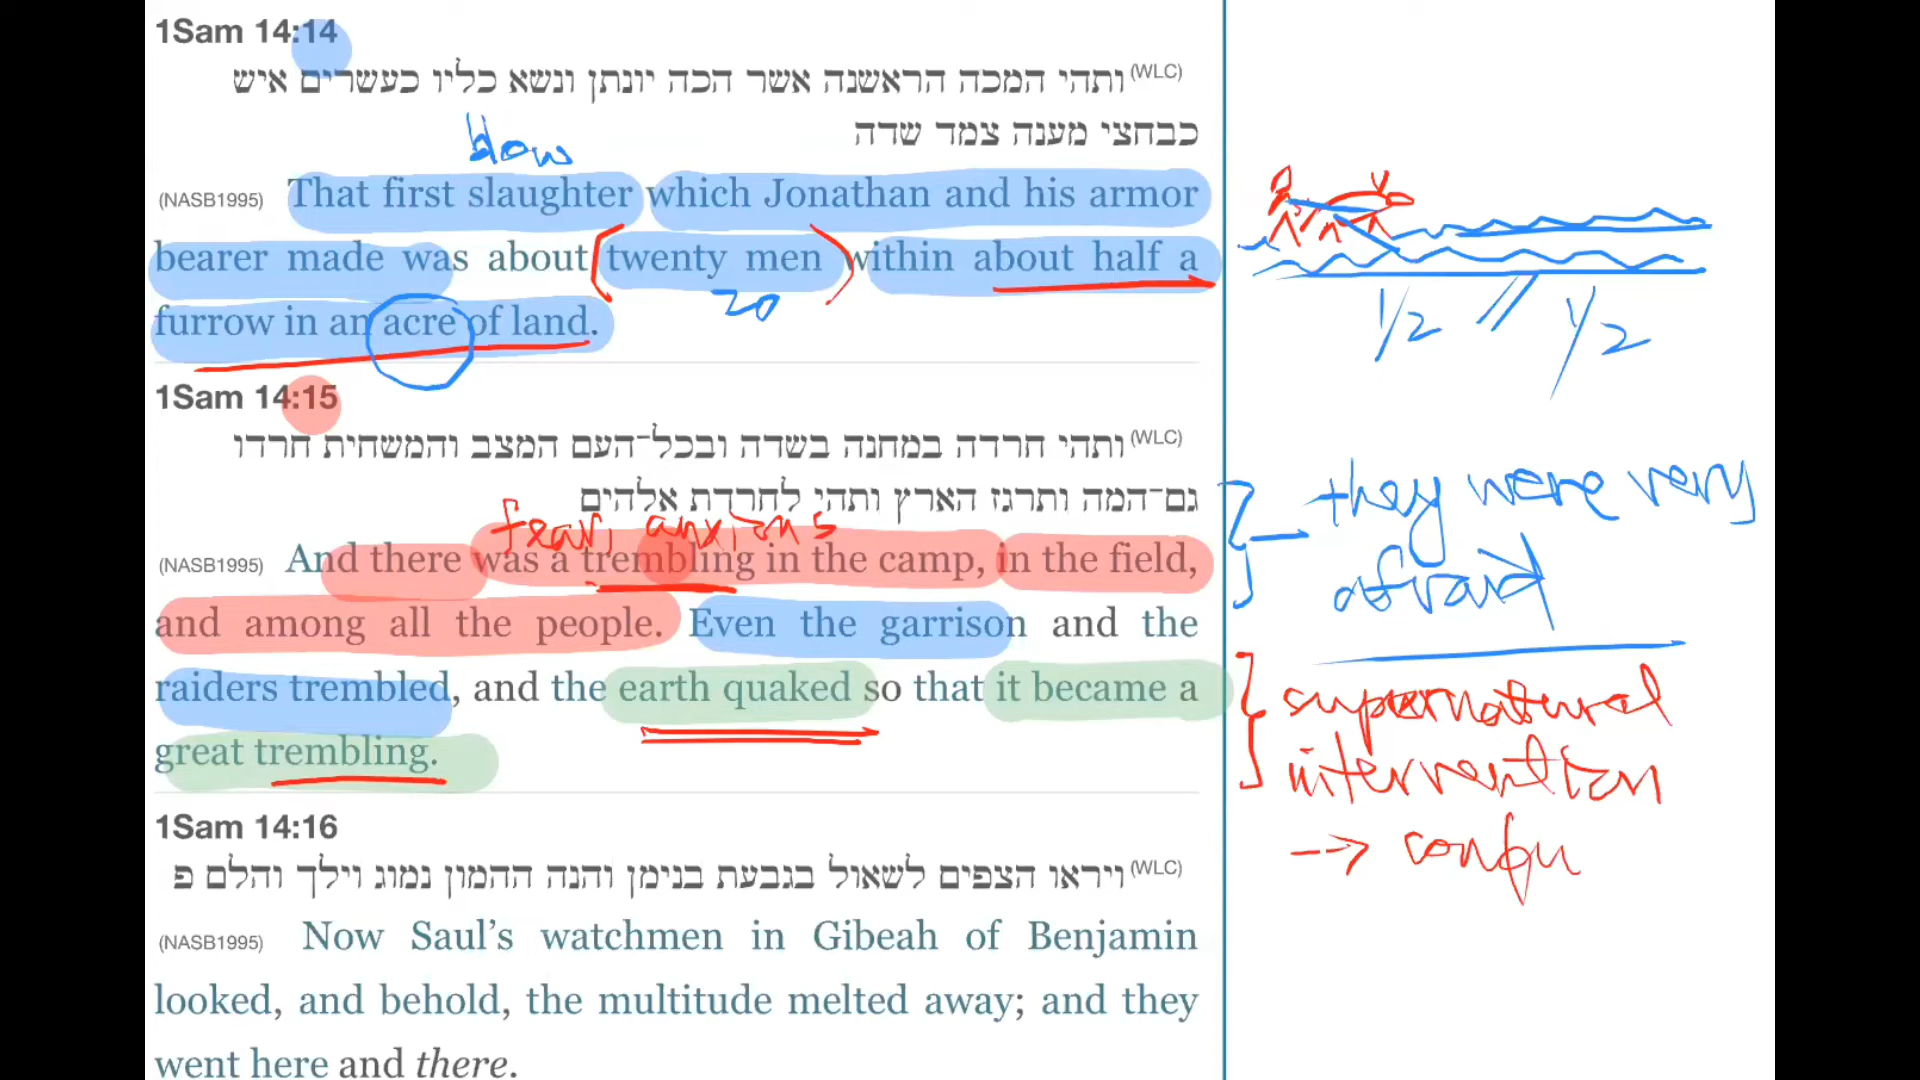 1Sam 14:14
ותהי המכה הראשנה אשר הכה יונתן ונשא כליו כעשרים איש (WLC)
כבחצי מענה צמד שדה
blow
(NASB1995) That first slaughter which Jonathan and his armor
bearer made was about twenty men within about half a
20
furrow in an acre of land.
1/2 // 1/2
1Sam 14:15
ותהי חרדה במחנה בשדה ובכל־העם המצב והמשחית חרדו (WLC)
גם־המה ותרגז הארץ ותהי לחרדת אלהים
fear, anxious
(NASB1995) And there was a trembling in the camp, in the field,
and among all the people. Even the garrison and the
raiders trembled, and the earth quaked so that it became a
great trembling.
they were very
afraid
supernatural
intervention
→ confu
1Sam 14:16
ויראו הצפים לשאול בגבעת בנימן והנה ההמון נמוג וילך והלם פ (WLC)
(NASB1995) Now Saul’s watchmen in Gibeah of Benjamin
looked, and behold, the multitude melted away; and they
went here and there.